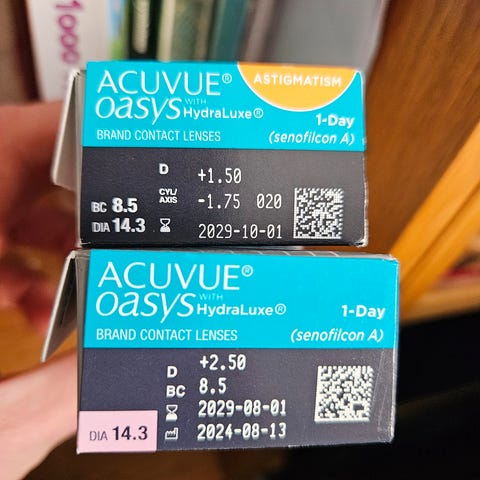 1000
ACUVUE®
ASTIGMATISM
OASYS WITH HydraLuxe®
1-Day
BRAND CONTACT LENSES
(senofilcon A)
D +1.50
CYL/AXIS -1.75 020
BC 8.5
DIA 14.3
2029-10-01
ACUVUE®
OASYS WITH HydraLuxe®
1-Day
BRAND CONTACT LENSES
(senofilcon A)
D +2.50
BC 8.5
2029-08-01
DIA 14.3
2024-08-13